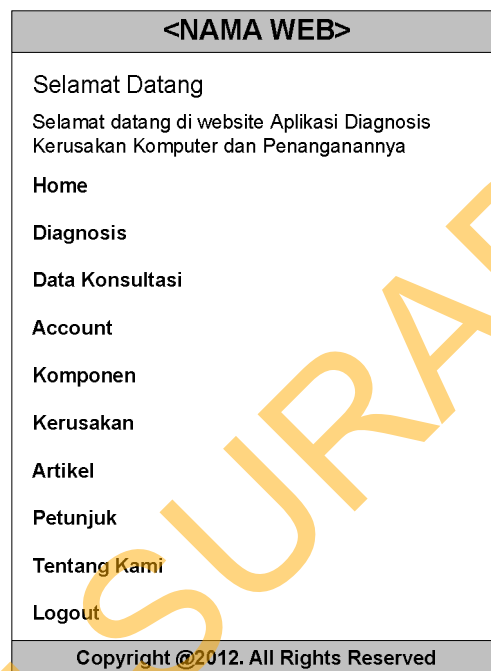 <NAMA WEB>
Selamat Datang
Selamat datang di website Aplikasi Diagnosis
Kerusakan Komputer dan Penanganannya
Home
Diagnosis
Data Konsultasi
Account
Komponen
Kerusakan
Artikel
Petunjuk
Tentang Kami
Logout
Copyright @2012. All Rights Reserved